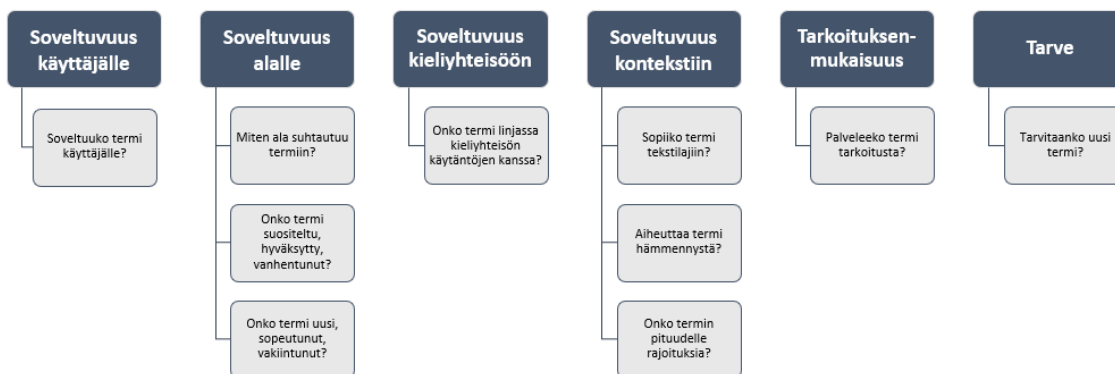 Soveltuvuus
käyttäjälle
Soveltuuko termi
käyttäjälle?
Soveltuvuus
alalle
Miten ala suhtautuu
termiin?
Onko termi
suositeltu,
hyväksytty,
vanhentunut?
Onko termi uusi,
sopeutunut,
vakiintunut?
Soveltuvuus
kieliyhteisöön
Onko termi linjassa
kieliyhteisön
käytäntöjen kanssa?
Soveltuvuus
kontekstiin
Sopiiko termi
tekstilajiin?
Aiheuttaa termi
hämmennystä?
Onko termin
pituudelle
rajoituksia?
Tarkoituksen-
mukaisuus
Palveleeko termi
tarkoitusta?
Tarve
Tarvitaanko uusi
termi?